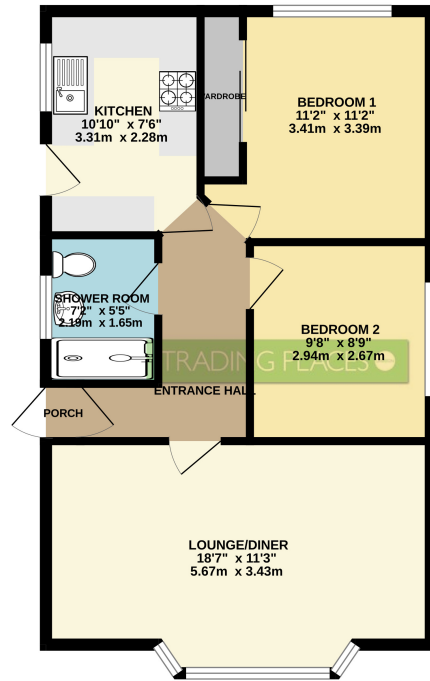 KITCHEN
10'10" x 7'6"
3.31m x 2.28m
WARDROBE
BEDROOM 1
11'2" x 11'2"
3.41m x 3.39m
SHOWER ROOM
7'2" x 5'5"
2.19m x 1.65m
BEDROOM 2
9'8" x 8'9"
2.94m x 2.67m
TRADING PLACES
ENTRANCE HALL
PORCH
LOUNGE/DINER
18'7" x 11'3"
5.67m x 3.43m